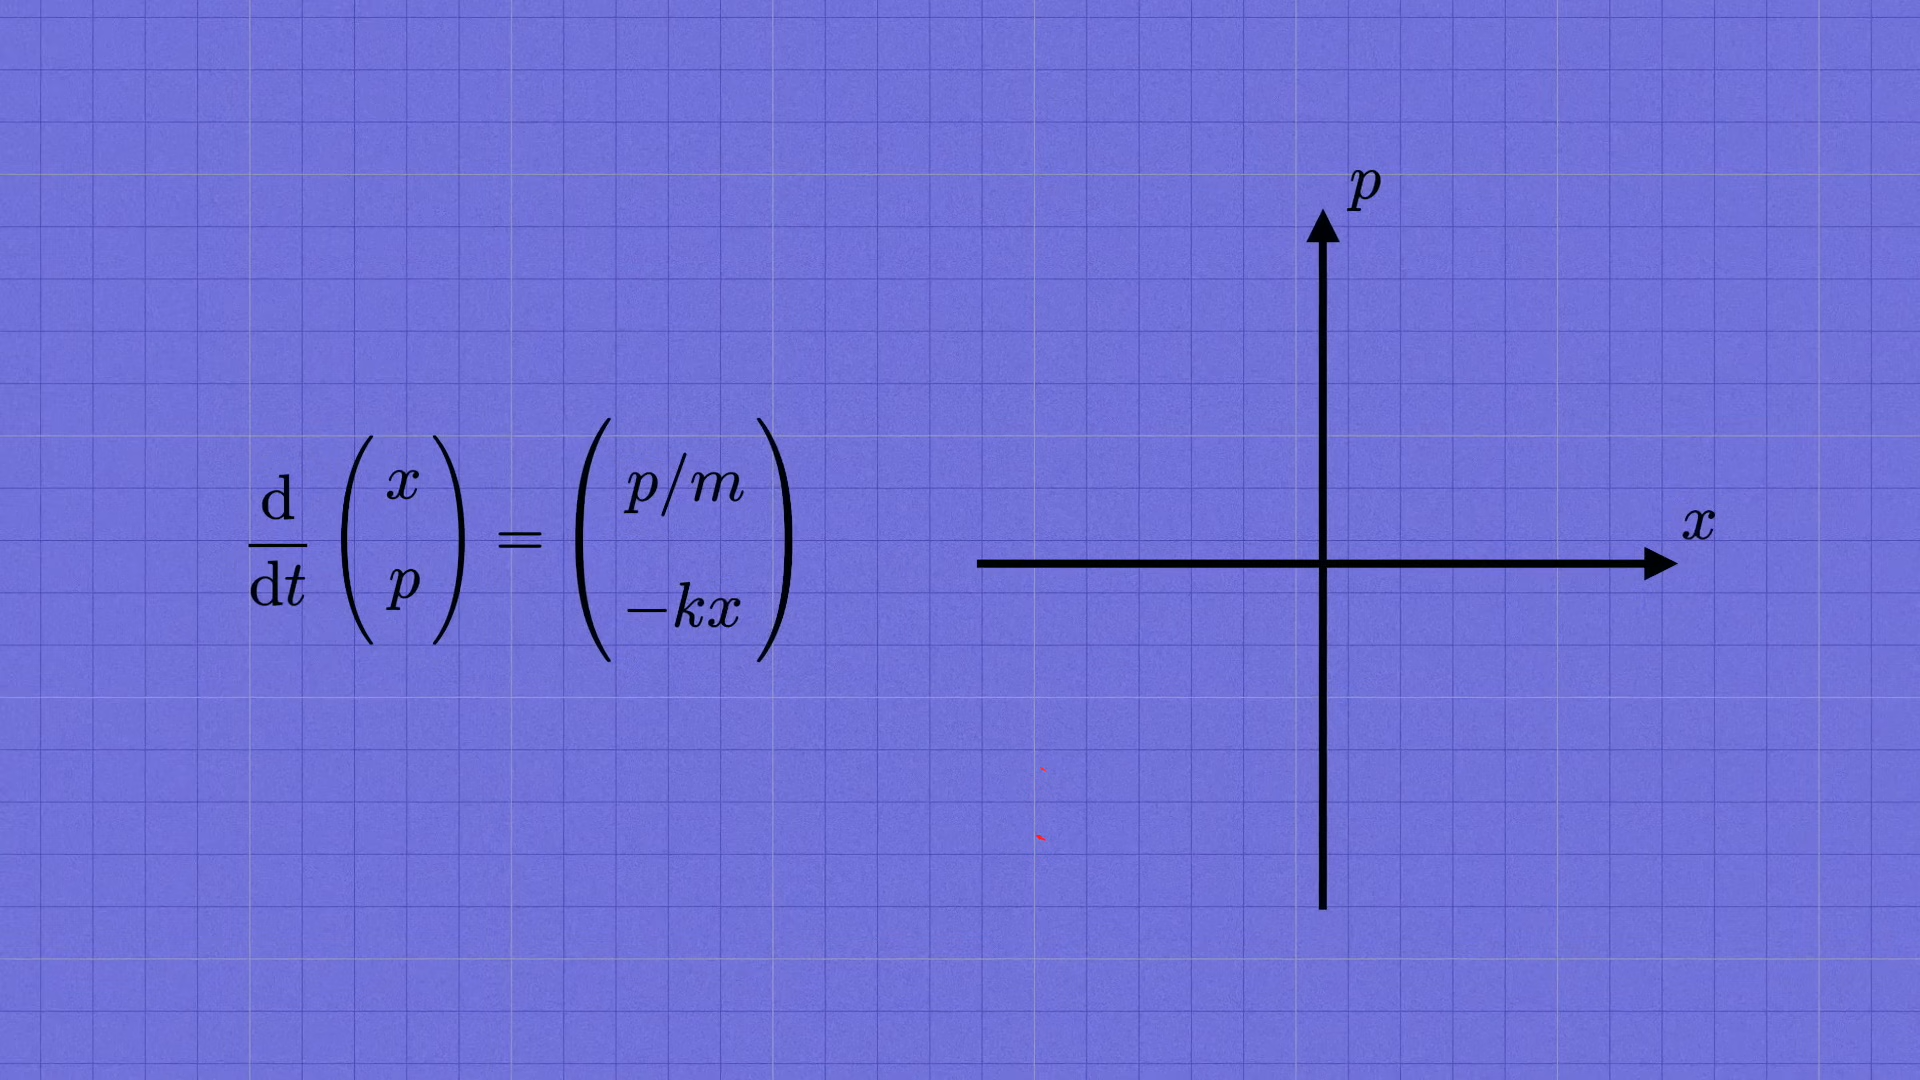 d/dt (x p) = (p/m −kx)
p
x